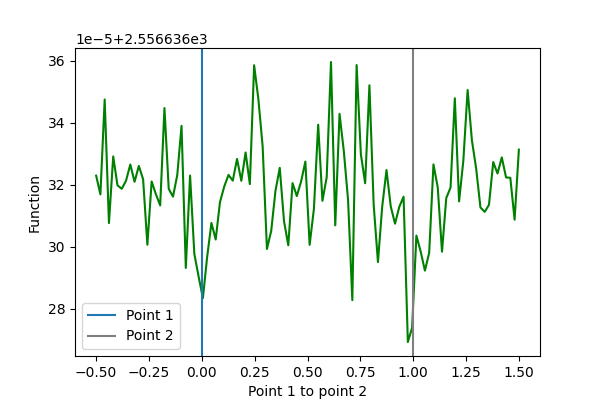 1e−5+2.556636e3
36
34
32
30
28
Function
Point 1
Point 2
−0.50 −0.25 0.00 0.25 0.50 0.75 1.00 1.25 1.50
Point 1 to point 2